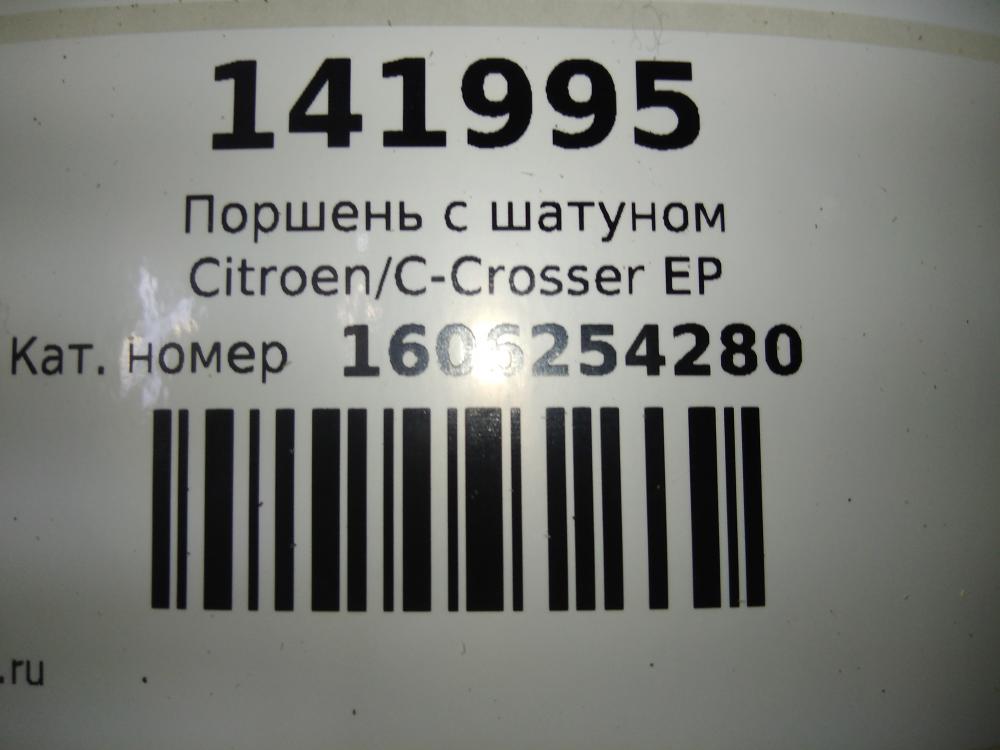 141995
Поршень с шатуном
Citroen/C-Crosser EP
Кат. номер 1606254280
.ru